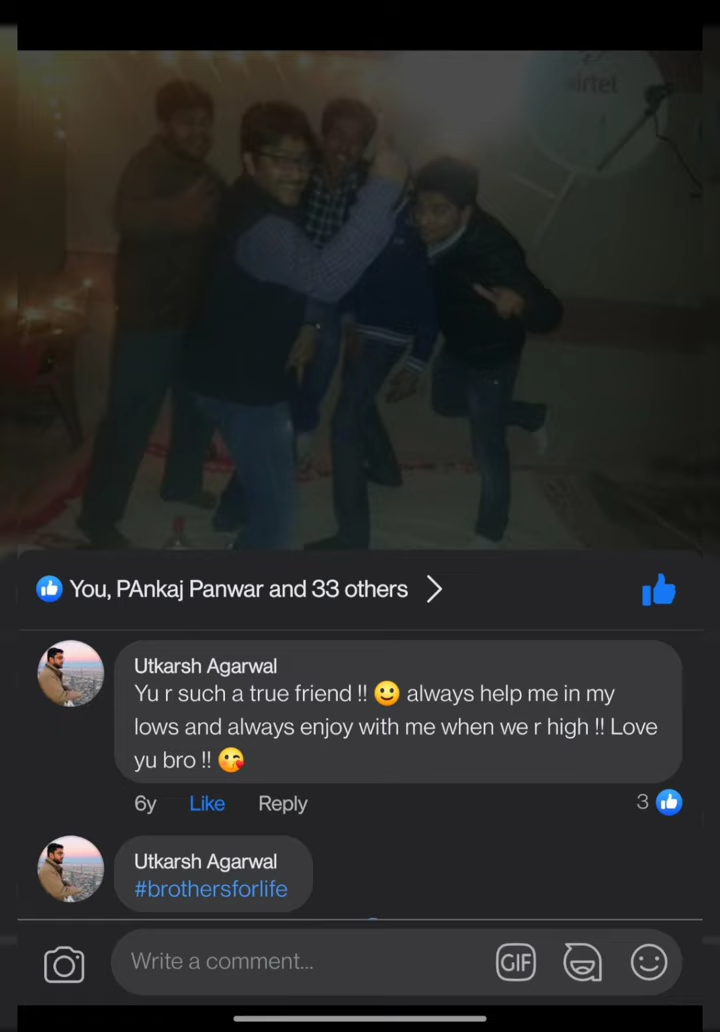 airtel
You, PAnkaj Panwar and 33 others
Utkarsh Agarwal
Yu r such a true friend !! 🙂 always help me in my
lows and always enjoy with me when we r high !! Love
yu bro !! 😘
6y Like Reply 3
Utkarsh Agarwal
#brothersforlife
Write a comment...
GIF